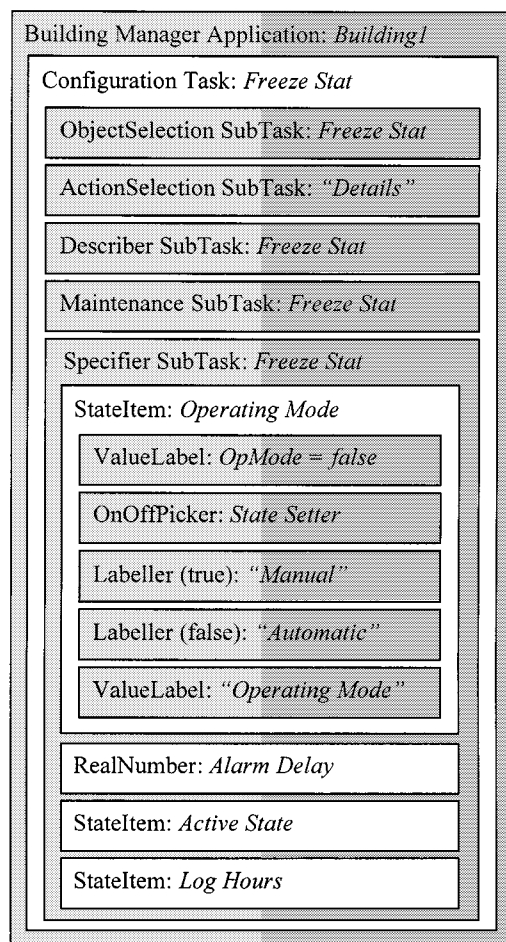 Building Manager Application: Building1
Configuration Task: Freeze Stat
ObjectSelection SubTask: Freeze Stat
ActionSelection SubTask: “Details”
Describer SubTask: Freeze Stat
Maintenance SubTask: Freeze Stat
Specifier SubTask: Freeze Stat
StateItem: Operating Mode
ValueLabel: OpMode = false
OnOffPicker: State Setter
Labeller (true): “Manual”
Labeller (false): “Automatic”
ValueLabel: “Operating Mode”
RealNumber: Alarm Delay
StateItem: Active State
StateItem: Log Hours